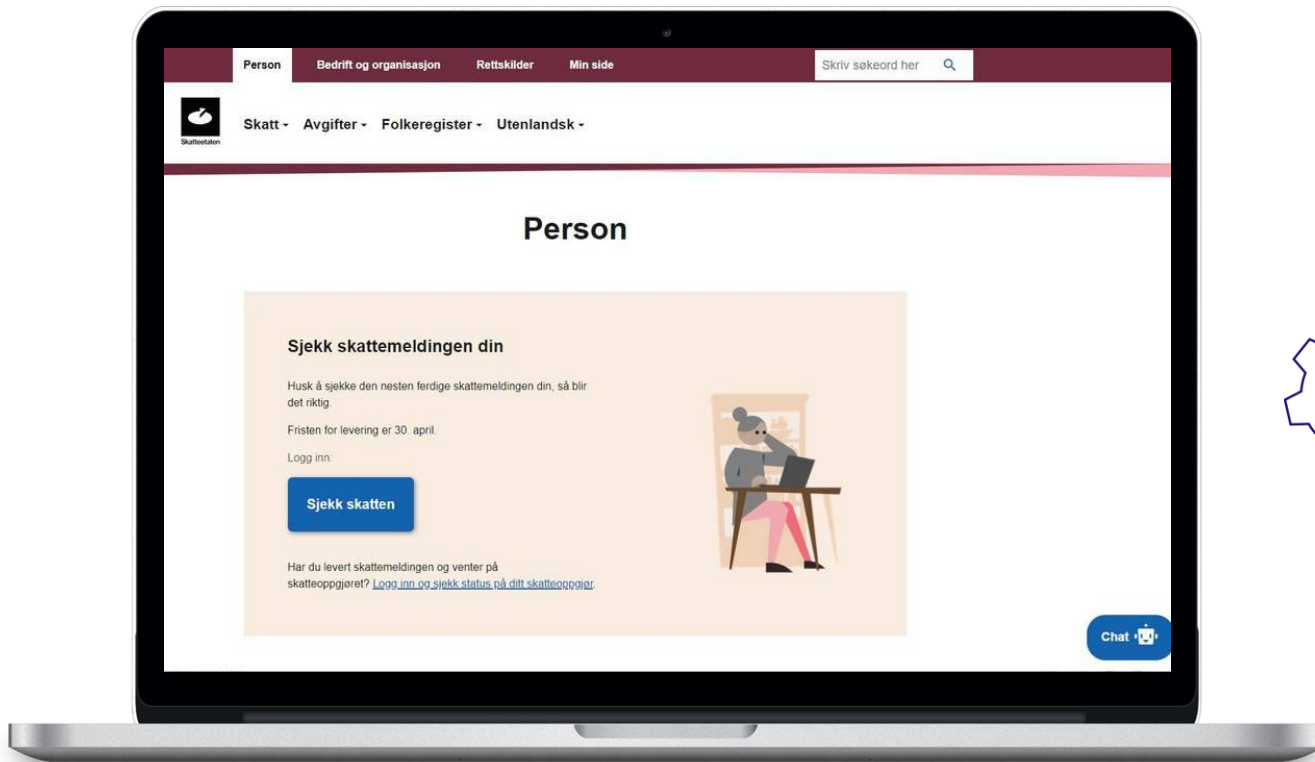 Person Bedrift og organisasjon Rettskilder Min side Skriv søkeord her
Skatteetaten
Skatt Avgifter Folkeregister Utenlandsk
Person
Sjekk skattemeldingen din
Husk å sjekke den nesten ferdige skattemeldingen din, så blir
det riktig.
Fristen for levering er 30. april.
Logg inn:
Sjekk skatten
Har du levert skattemeldingen og venter på
skatteoppgjøret? Logg inn og sjekk status på ditt skatteoppgjør.
Chat